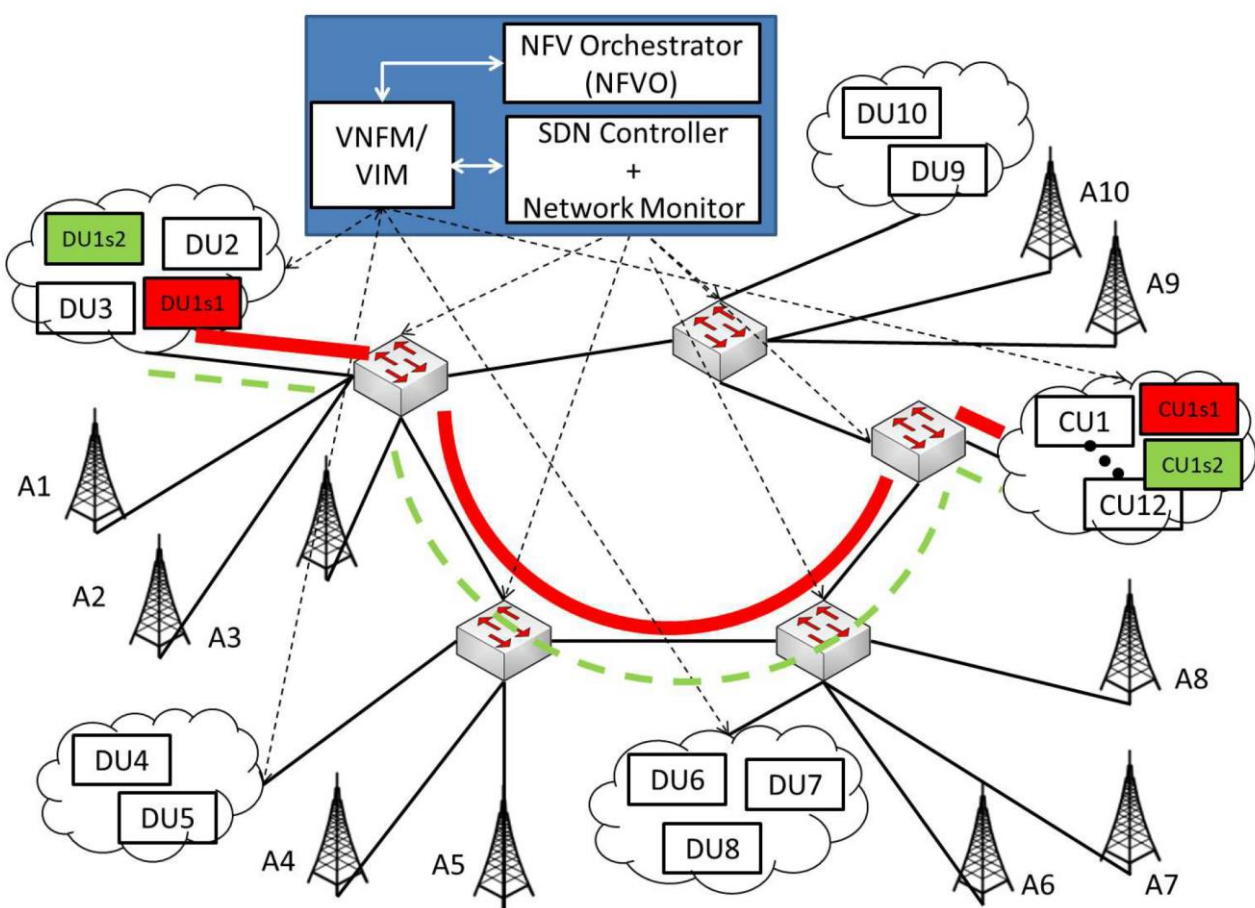 NFV Orchestrator
(NFVO)
VNFM/
VIM
SDN Controller
+
Network Monitor
DU10
DU9
A10
A9
DU1s2
DU2
DU3
DU1s1
CU1
CU1s1
CU1s2
CU12
A1
A2
A3
A8
DU4
DU5
A4
A5
DU6
DU7
DU8
A6
A7